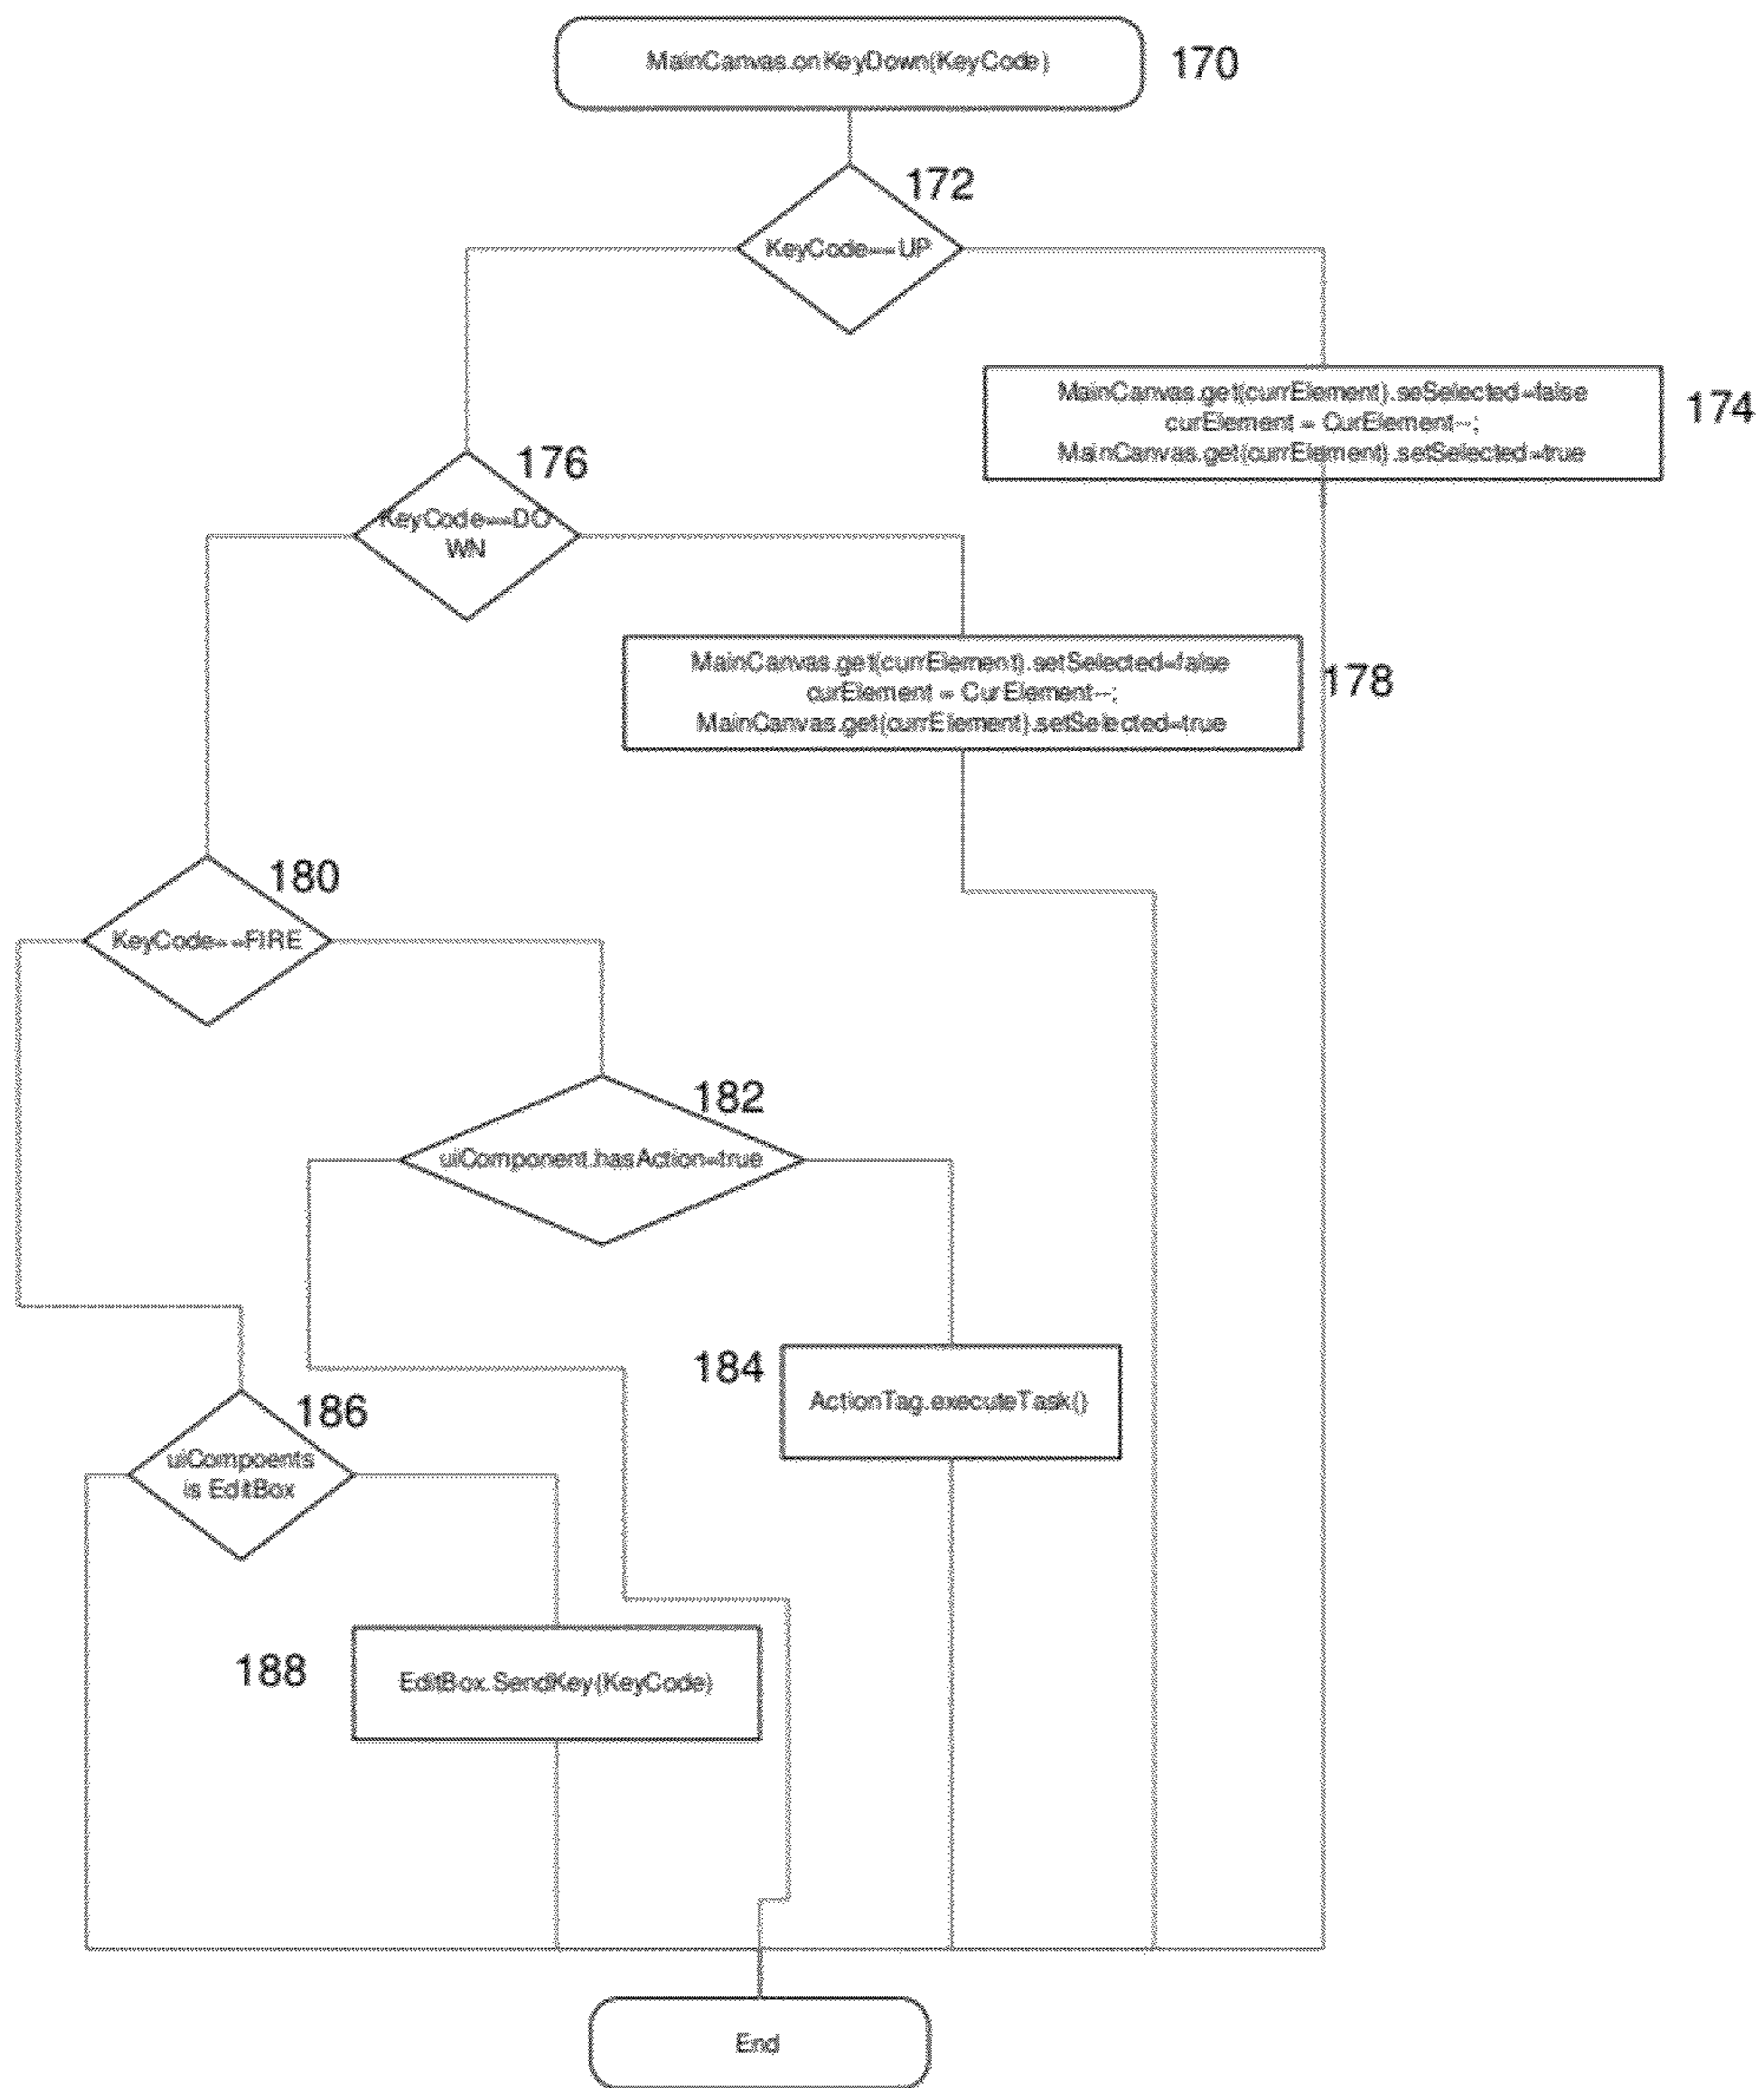 MainCanvas.onKeyDown(KeyCode)
170
172
KeyCode==UP
MainCanvas.get(currElement).seSelected=false
curElement = CurElement--;
MainCanvas.get(currElement).setSelected=true
174
176
KeyCode==DO
WN
MainCanvas.get(currElement).setSelected=false
curElement = CurElement--;
MainCanvas.get(currElement).setSelected=true
178
180
KeyCode==FIRE
182
uiComponent.hasAction=true
184
ActionTag.executeTask()
186
uiCompoents
is EditBox
188
EditBox.SendKey(KeyCode)
End